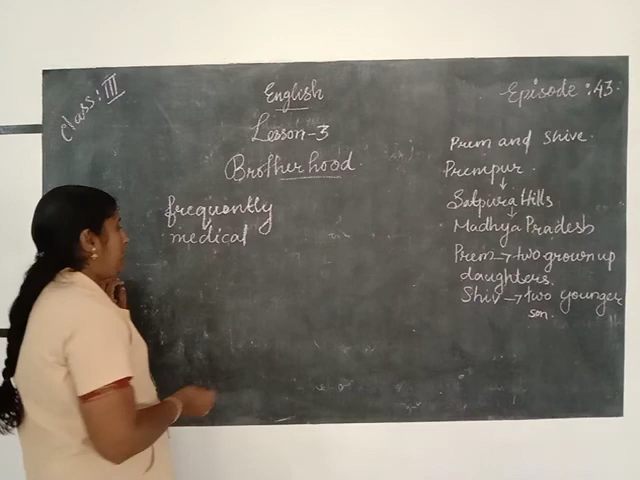 Class: III
English
Lesson-3
Brotherhood
frequently
medical
Episode :43.
Prem and Shive.
Prempur.
↓
Satpura Hills
↓
Madhya Pradesh
Prem → two grown up
daughters.
Shiv → two younger
son.